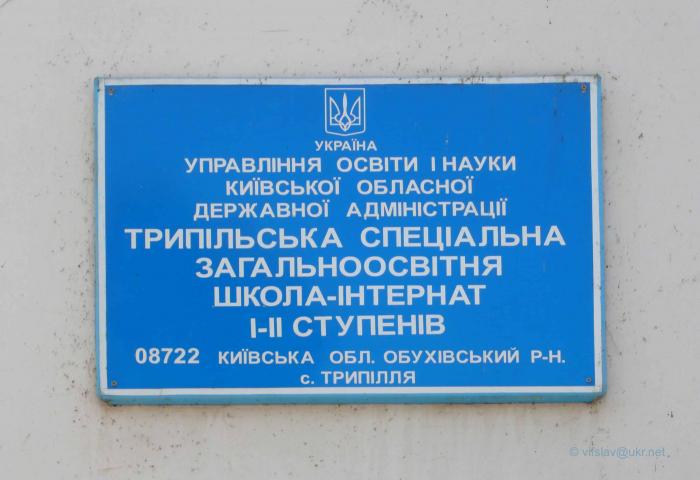 УКРАЇНА
УПРАВЛІННЯ ОСВІТИ І НАУКИ
КИЇВСЬКОЇ ОБЛАСНОЇ
ДЕРЖАВНОЇ АДМІНІСТРАЦІЇ
ТРИПІЛЬСЬКА СПЕЦІАЛЬНА
ЗАГАЛЬНООСВІТНЯ
ШКОЛА-ІНТЕРНАТ
І-ІІ СТУПЕНІВ
08722 КИЇВСЬКА ОБЛ. ОБУХІВСЬКИЙ Р-Н.
с. ТРИПІЛЛЯ
© vitslav@ukr.net